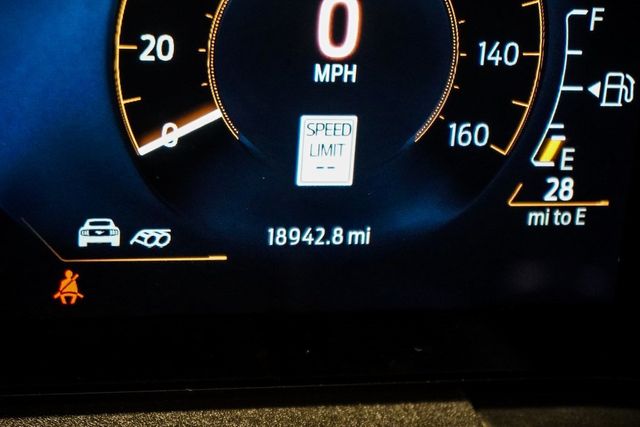 0
MPH
20
0
140
160
SPEED
LIMIT
--
F
E
28
mi to E
18942.8 mi